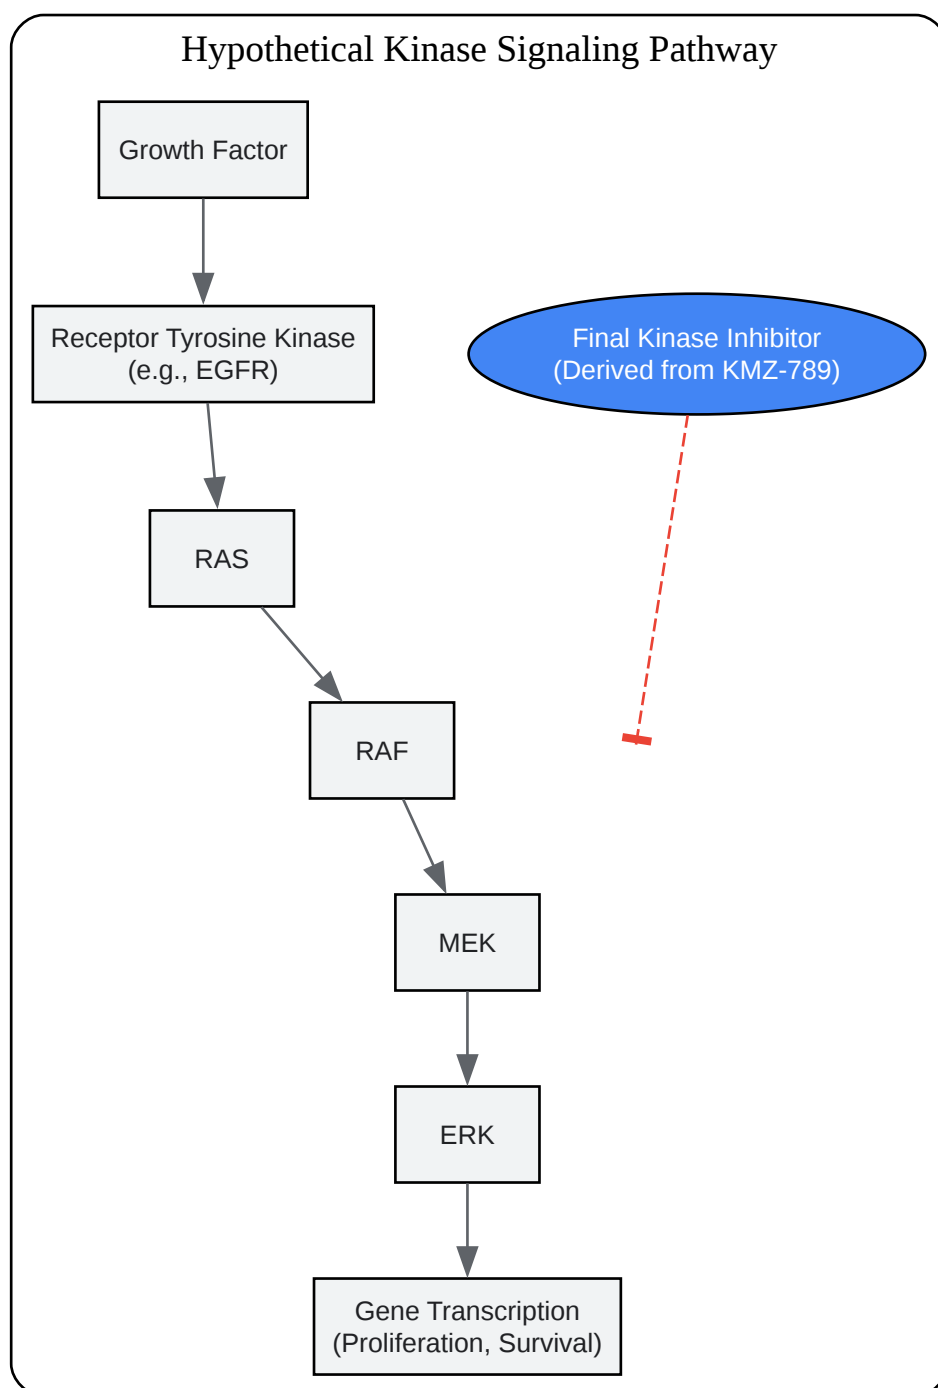 Hypothetical Kinase Signaling Pathway
Growth Factor
Receptor Tyrosine Kinase
(e.g., EGFR)
Final Kinase Inhibitor
(Derived from KMZ-789)
RAS
RAF
MEK
ERK
Gene Transcription
(Proliferation, Survival)